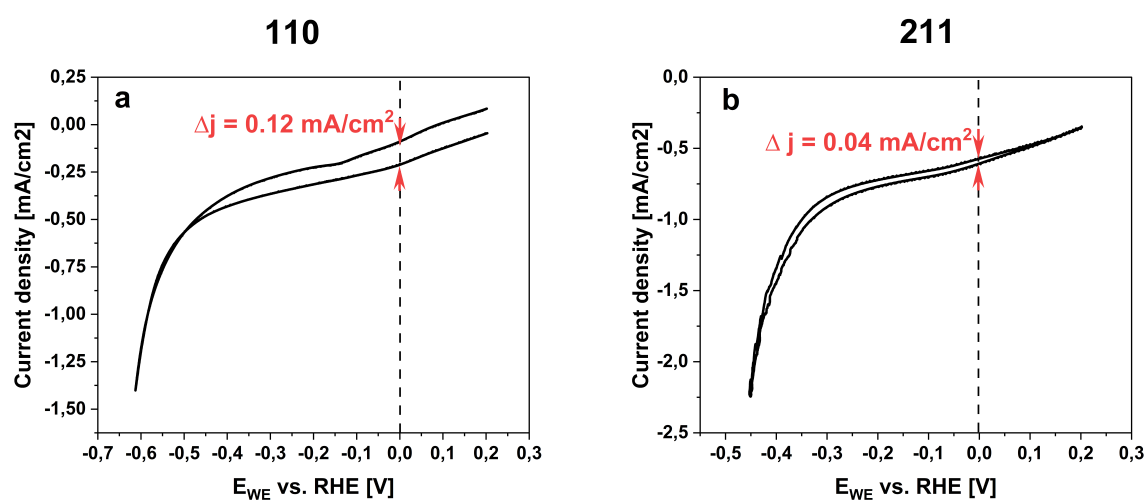 110
211
a
Δj = 0.12 mA/cm²
0,25
0,00
-0,25
-0,50
-0,75
-1,00
-1,25
-1,50
Current density [mA/cm2]
-0,7 -0,6 -0,5 -0,4 -0,3 -0,2 -0,1 0,0 0,1 0,2 0,3
E_WE vs. RHE [V]
b
Δ j = 0.04 mA/cm²
0,0
-0,5
-1,0
-1,5
-2,0
-2,5
Current density [mA/cm2]
-0,5 -0,4 -0,3 -0,2 -0,1 0,0 0,1 0,2 0,3
E_WE vs. RHE [V]